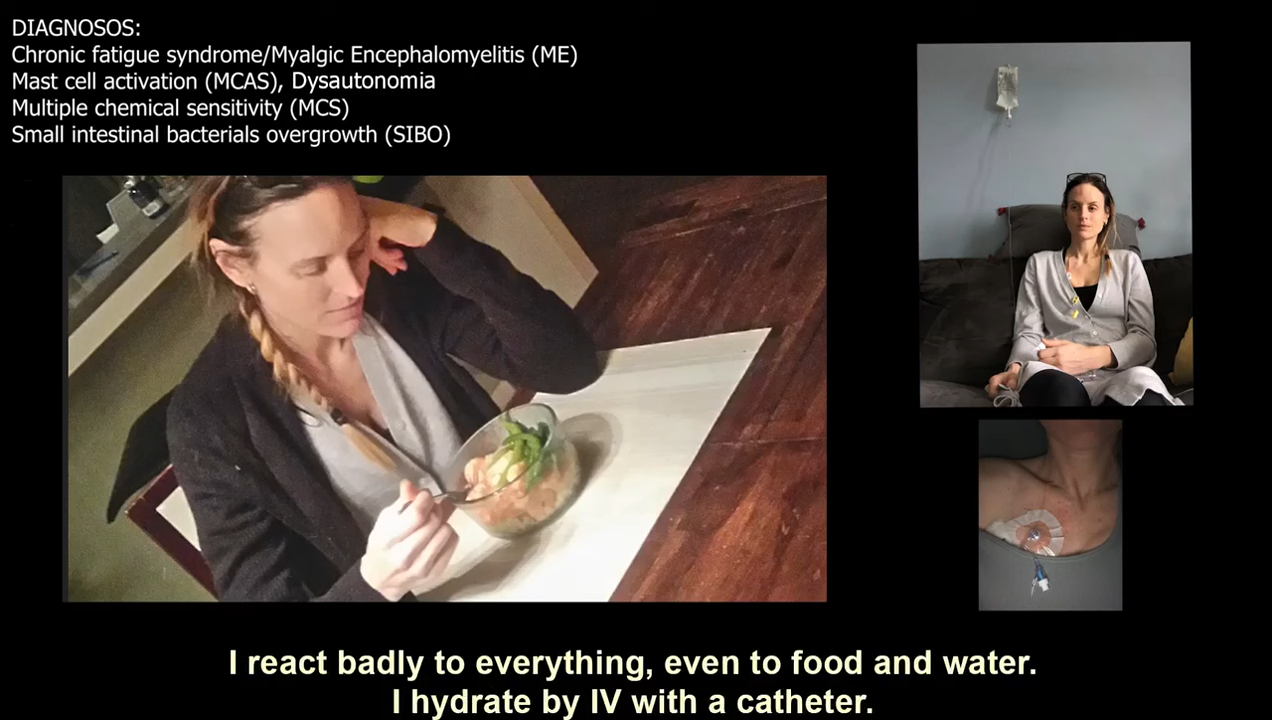 DIAGNOSOS:
Chronic fatigue syndrome/Myalgic Encephalomyelitis (ME)
Mast cell activation (MCAS), Dysautonomia
Multiple chemical sensitivity (MCS)
Small intestinal bacterials overgrowth (SIBO)
I react badly to everything, even to food and water.
I hydrate by IV with a catheter.